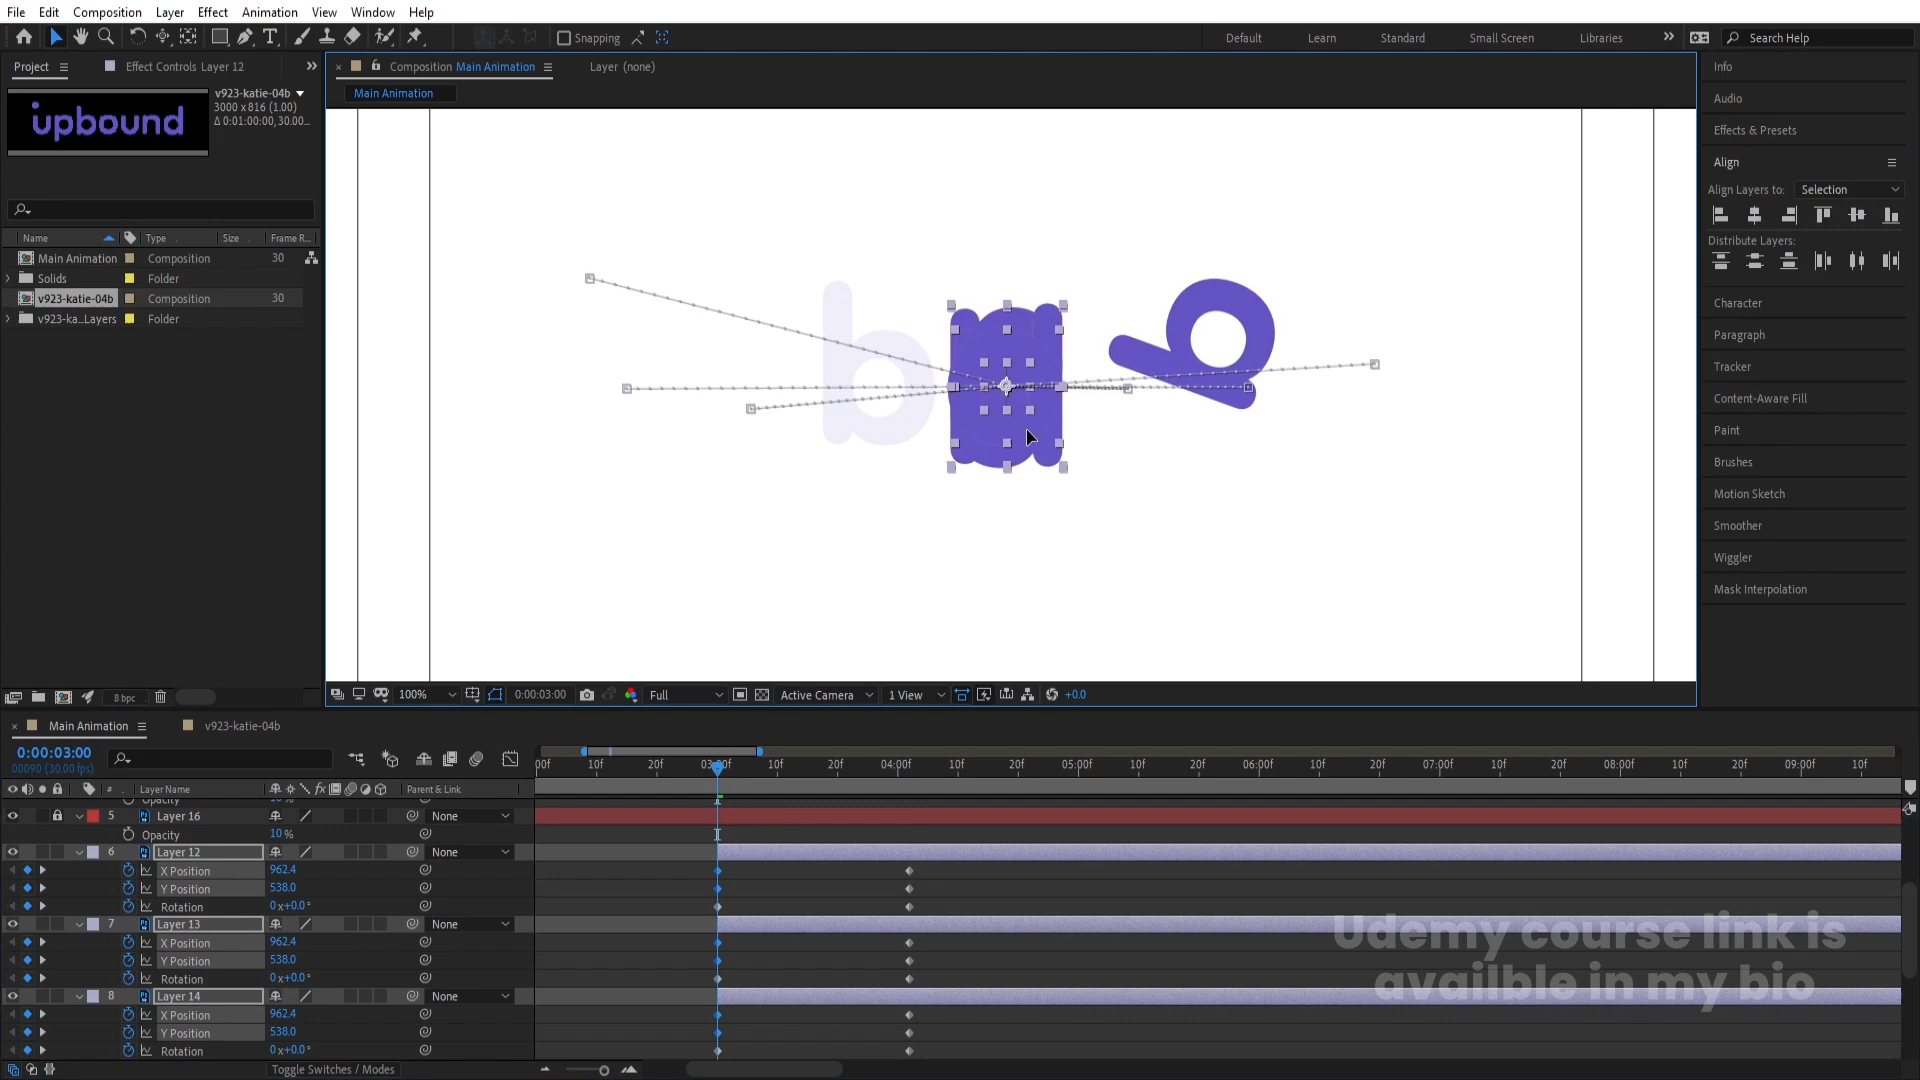 File Edit Composition Layer Effect Animation View Window Help
Snapping Default Learn Standard Small Screen Libraries Search Help
Project Effect Controls Layer 12
Composition Main Animation Layer (none)
Main Animation
upbound
v923-katie-04b
3000 x 816 (1.00)
Δ 0:01:00:00, 30.00...
Name Type Size Frame R...
Main Animation Composition 30
Solids Folder
v923-katie-04b Composition 30
v923-ka...Layers Folder
b
b
8 bpc
100% 0:00:03:00 Full Active Camera 1 View +0.0
Info
Audio
Effects & Presets
Align
Align Layers to: Selection
Distribute Layers:
Character
Paragraph
Tracker
Content-Aware Fill
Paint
Brushes
Motion Sketch
Smoother
Wiggler
Mask Interpolation
Main Animation v923-katie-04b
0:00:03:00
00090 (30.00 fps)
00f 10f 20f 03:00f 10f 20f 04:00f 10f 20f 05:00f 10f 20f 06:00f 10f 20f 07:00f 10f 20f 08:00f 10f 20f 09:00f 10f
# Layer Name fx Parent & Link
Opacity 10 %
5 Layer 16 None
Opacity 10 %
6 Layer 12 None
X Position 962.4
Y Position 538.0
Rotation 0x+0.0°
7 Layer 13 None
X Position 962.4
Y Position 538.0
Rotation 0x+0.0°
8 Layer 14 None
X Position 962.4
Y Position 538.0
Rotation 0x+0.0°
Toggle Switches / Modes
Udemy course link is
availble in my bio